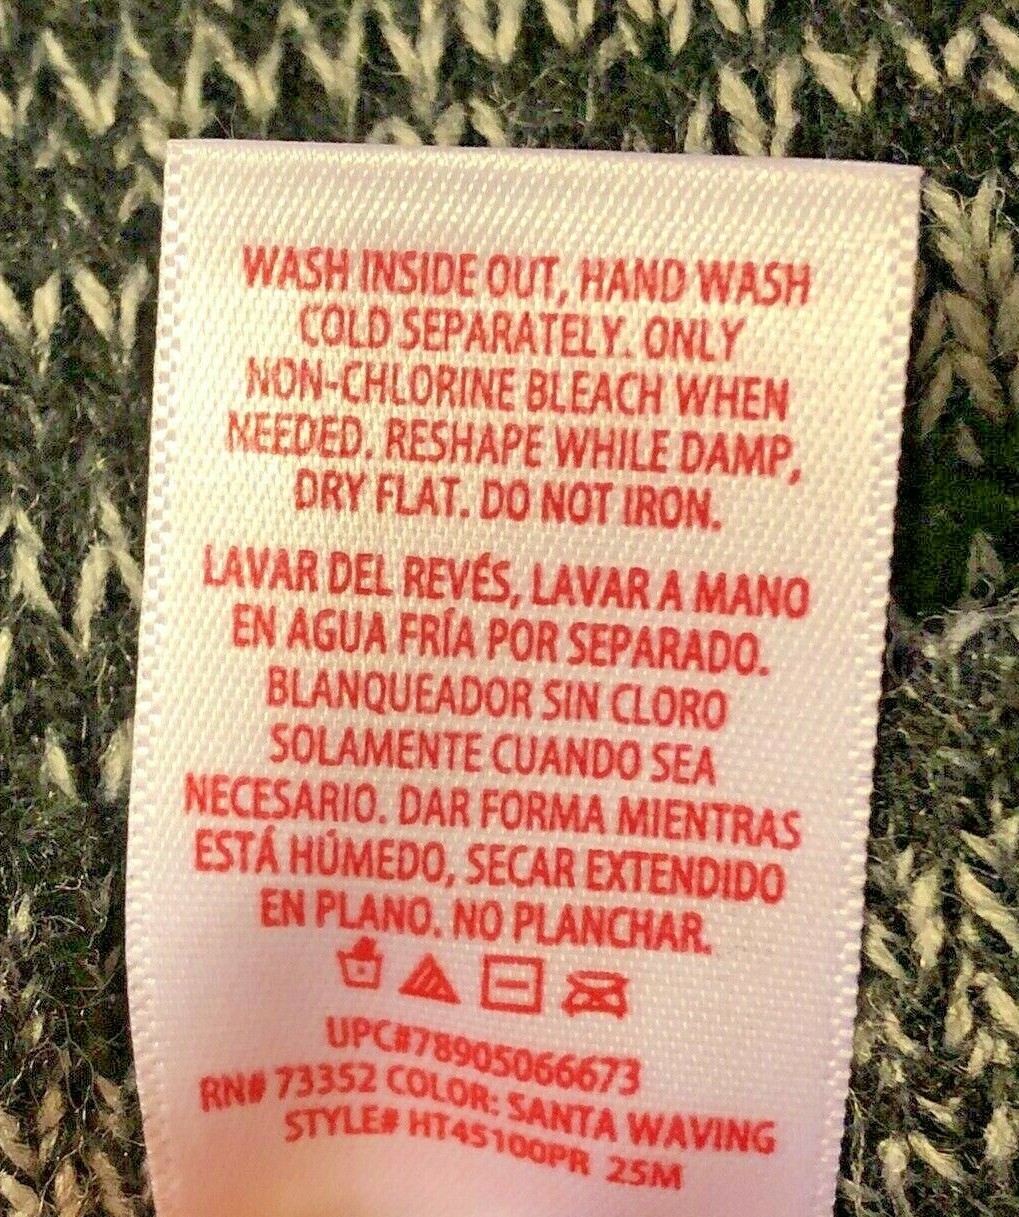 WASH INSIDE OUT, HAND WASH
COLD SEPARATELY. ONLY
NON-CHLORINE BLEACH WHEN
NEEDED. RESHAPE WHILE DAMP,
DRY FLAT. DO NOT IRON.
LAVAR DEL REVÉS, LAVAR A MANO
EN AGUA FRÍA POR SEPARADO.
BLANQUEADOR SIN CLORO
SOLAMENTE CUANDO SEA
NECESARIO. DAR FORMA MIENTRAS
ESTÁ HÚMEDO, SECAR EXTENDIDO
EN PLANO. NO PLANCHAR.
UPC#78905066673
RN# 73352 COLOR: SANTA WAVING
STYLE# HT45100PR 25M